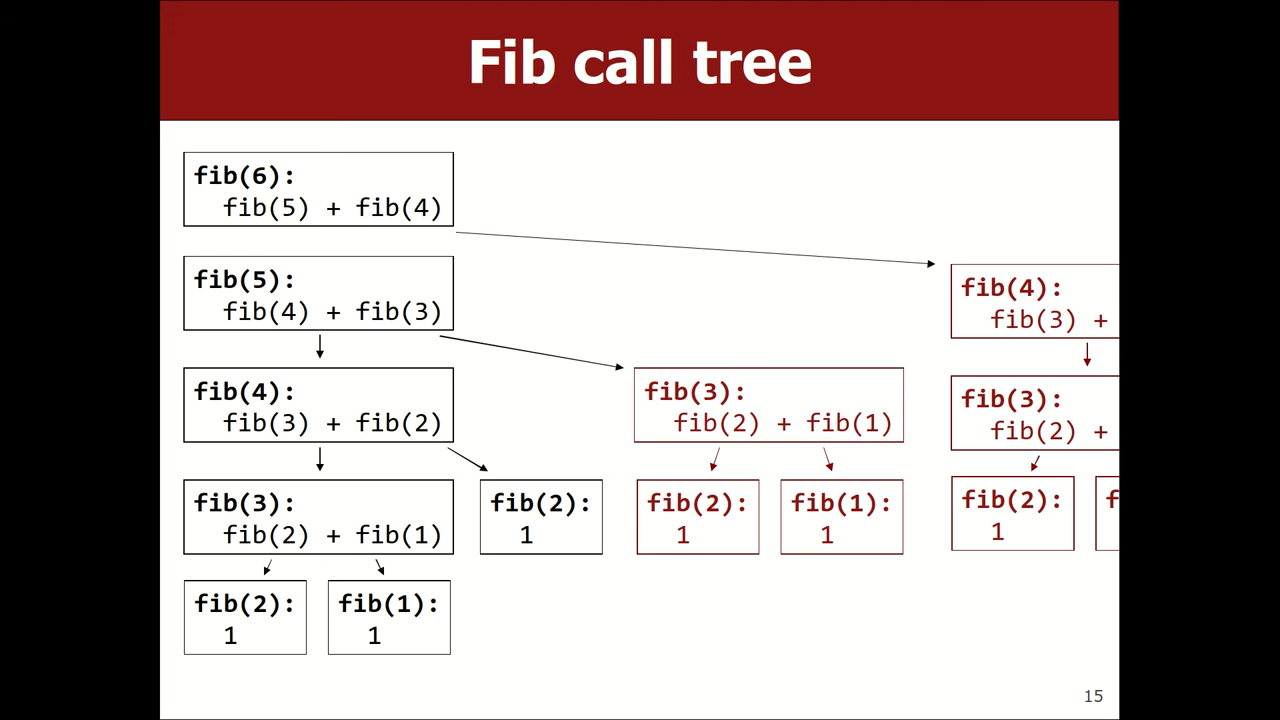 Fib call tree
fib(6):
fib(5) + fib(4)
fib(5):
fib(4) + fib(3)
fib(4):
fib(3) +
fib(4):
fib(3) + fib(2)
fib(3):
fib(2) + fib(1)
fib(3):
fib(2) +
fib(3):
fib(2) + fib(1)
fib(2):
1
fib(2):
1
fib(1):
1
fib(2):
1
f
fib(2):
1
fib(1):
1
15